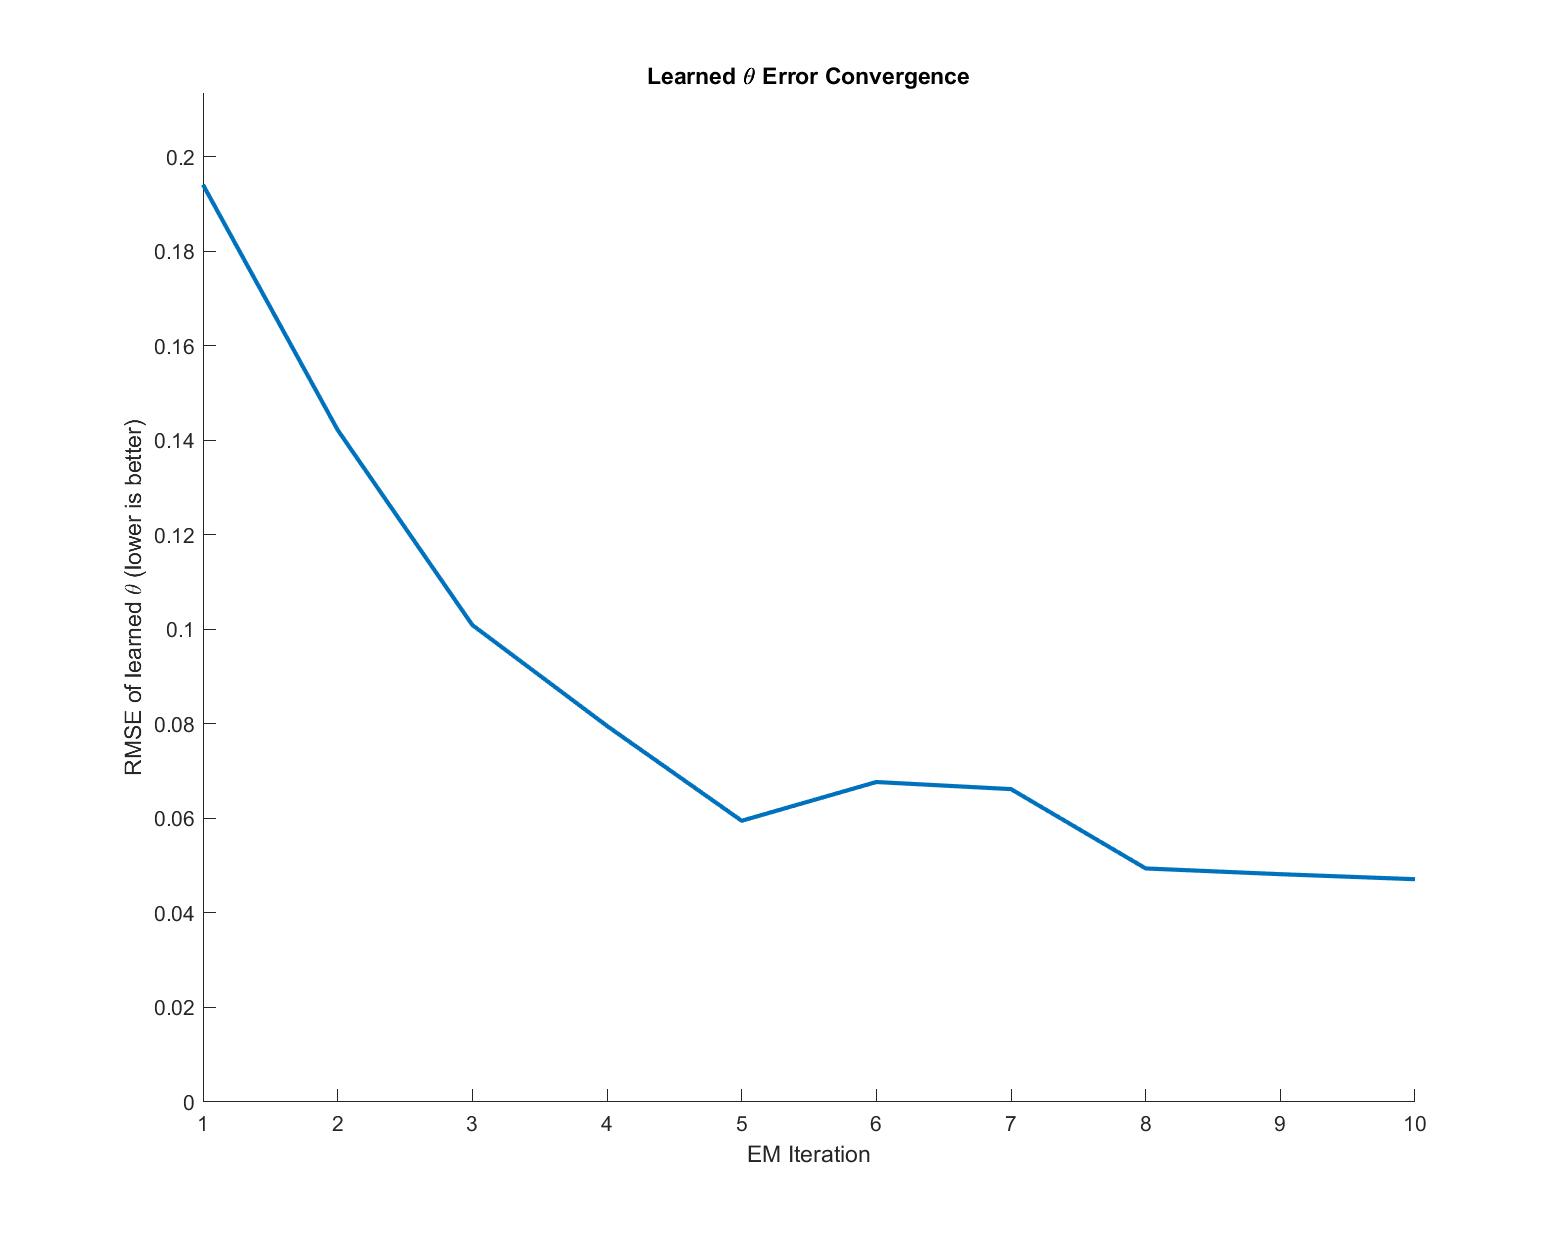 Learned θ Error Convergence
RMSE of learned θ (lower is better)
0.2
0.18
0.16
0.14
0.12
0.1
0.08
0.06
0.04
0.02
0
1 2 3 4 5 6 7 8 9 10
EM Iteration